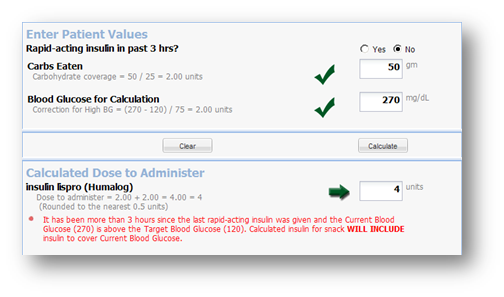 Enter Patient Values
Rapid-acting insulin in past 3 hrs? Yes No
Carbs Eaten 50 gm
Carbohydrate coverage = 50 / 25 = 2.00 units
Blood Glucose for Calculation 270 mg/dL
Correction for High BG = (270 - 120) / 75 = 2.00 units
Clear Calculate
Calculated Dose to Administer
insulin lispro (Humalog) 4 units
Dose to administer = 2.00 + 2.00 = 4.00 = 4
(Rounded to the nearest 0.5 units)
It has been more than 3 hours since the last rapid-acting insulin was given and the Current Blood
Glucose (270) is above the Target Blood Glucose (120). Calculated insulin for snack WILL INCLUDE
insulin to cover Current Blood Glucose.